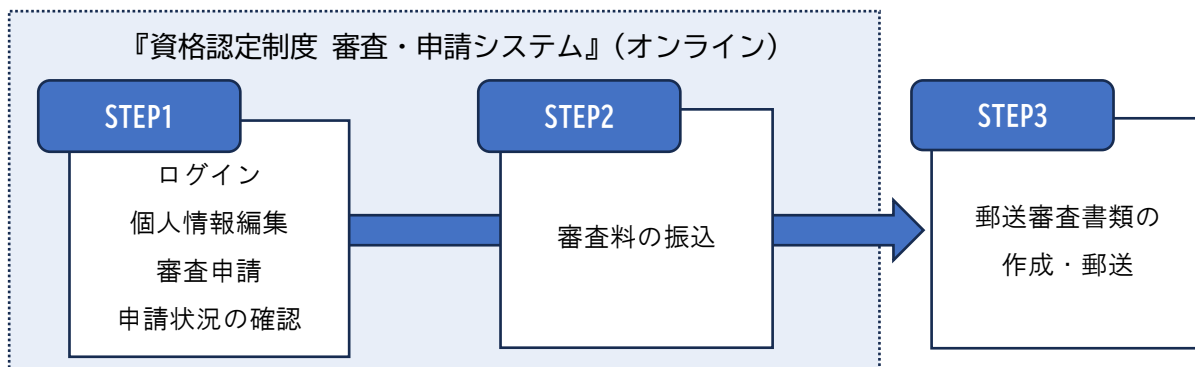 『資格認定制度 審査・申請システム』(オンライン)
STEP1
ログイン
個人情報編集
審査申請
申請状況の確認
STEP2
審査料の振込
STEP3
郵送審査書類の
作成・郵送